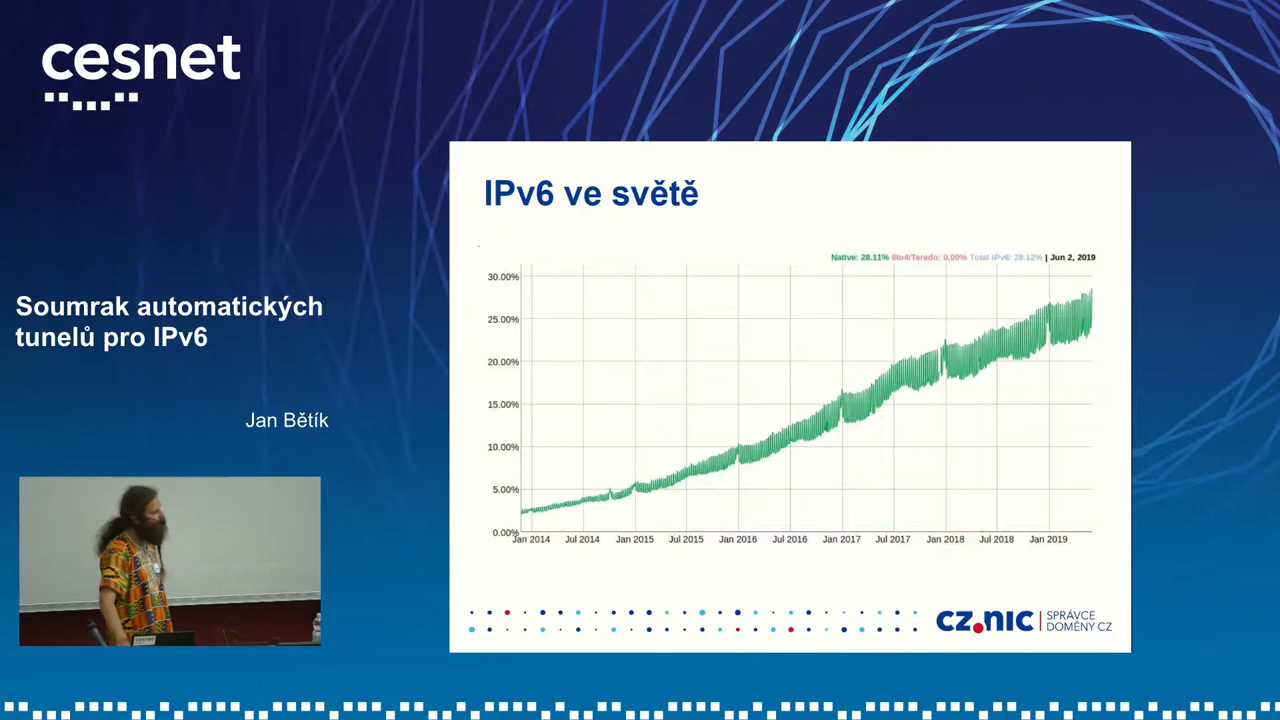 cesnet
Soumrak automatických
tunelů pro IPv6
Jan Bětík
IPv6 ve světě
Native: 28.11% 6to4/Teredo: 0.00% Total IPv6: 28.12% | Jun 2, 2019
30.00%
25.00%
20.00%
15.00%
10.00%
5.00%
0.00%
Jan 2014 Jul 2014 Jan 2015 Jul 2015 Jan 2016 Jul 2016 Jan 2017 Jul 2017 Jan 2018 Jul 2018 Jan 2019
cz.nic
SPRÁVCE
DOMÉNY CZ
cesnet